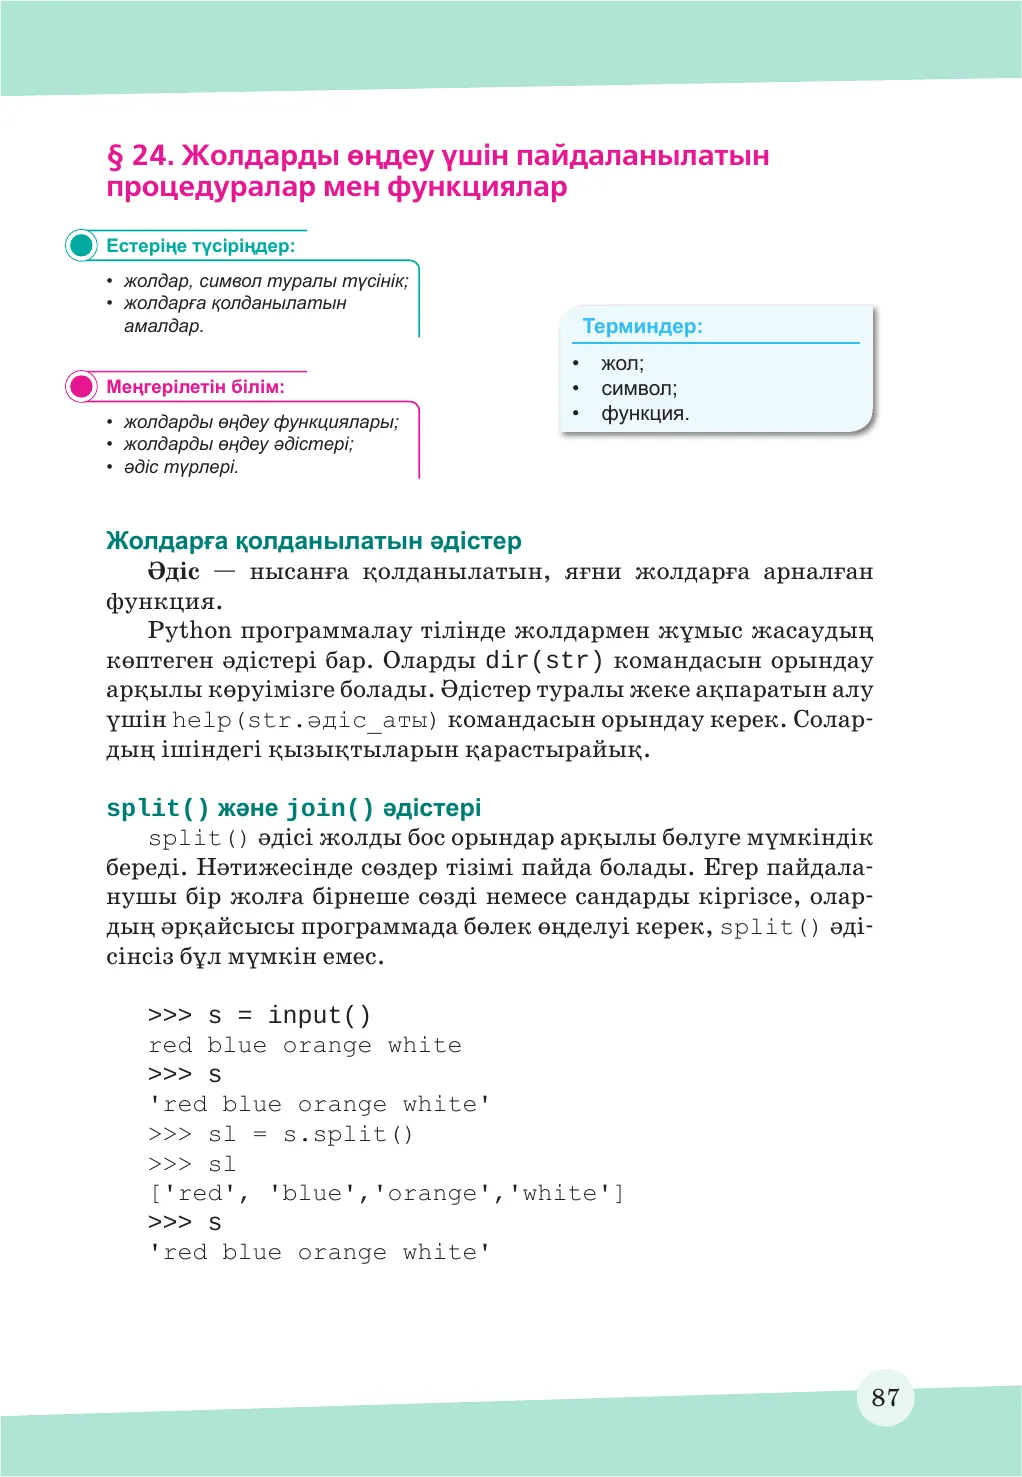 § 24. Жолдарды өңдеу үшін пайдаланылатын
процедуралар мен функциялар
Естеріңе түсіріңдер:
• жолдар, символ туралы түсінік;
• жолдарға қолданылатын
амалдар.
Терминдер:
• жол;
• символ;
• функция.
Меңгерілетін білім:
• жолдарды өңдеу функциялары;
• жолдарды өңдеу әдістері;
• әдіс түрлері.
Жолдарға қолданылатын әдістер
Әдіс — нысанға қолданылатын, яғни жолдарға арналған
функция.
Python программалау тілінде жолдармен жұмыс жасаудың
көптеген әдістері бар. Оларды dir(str) командасын орындау
арқылы көруімізге болады. Әдістер туралы жеке ақпаратын алу
үшін help(str.әдіс_аты) командасын орындау керек. Солар-
дың ішіндегі қызықтыларын қарастырайық.
split() және join() әдістері
split() әдісі жолды бос орындар арқылы бөлуге мүмкіндік
береді. Нәтижесінде сөздер тізімі пайда болады. Егер пайдала-
нушы бір жолға бірнеше сөзді немесе сандарды кіргізсе, олар-
дың әрқайсысы программада бөлек өңделуі керек, split() әді-
сінсіз бұл мүмкін емес.
>>> s = input()
red blue orange white
>>> s
'red blue orange white'
>>> sl = s.split()
>>> sl
['red', 'blue','orange','white']
>>> s
'red blue orange white'
87